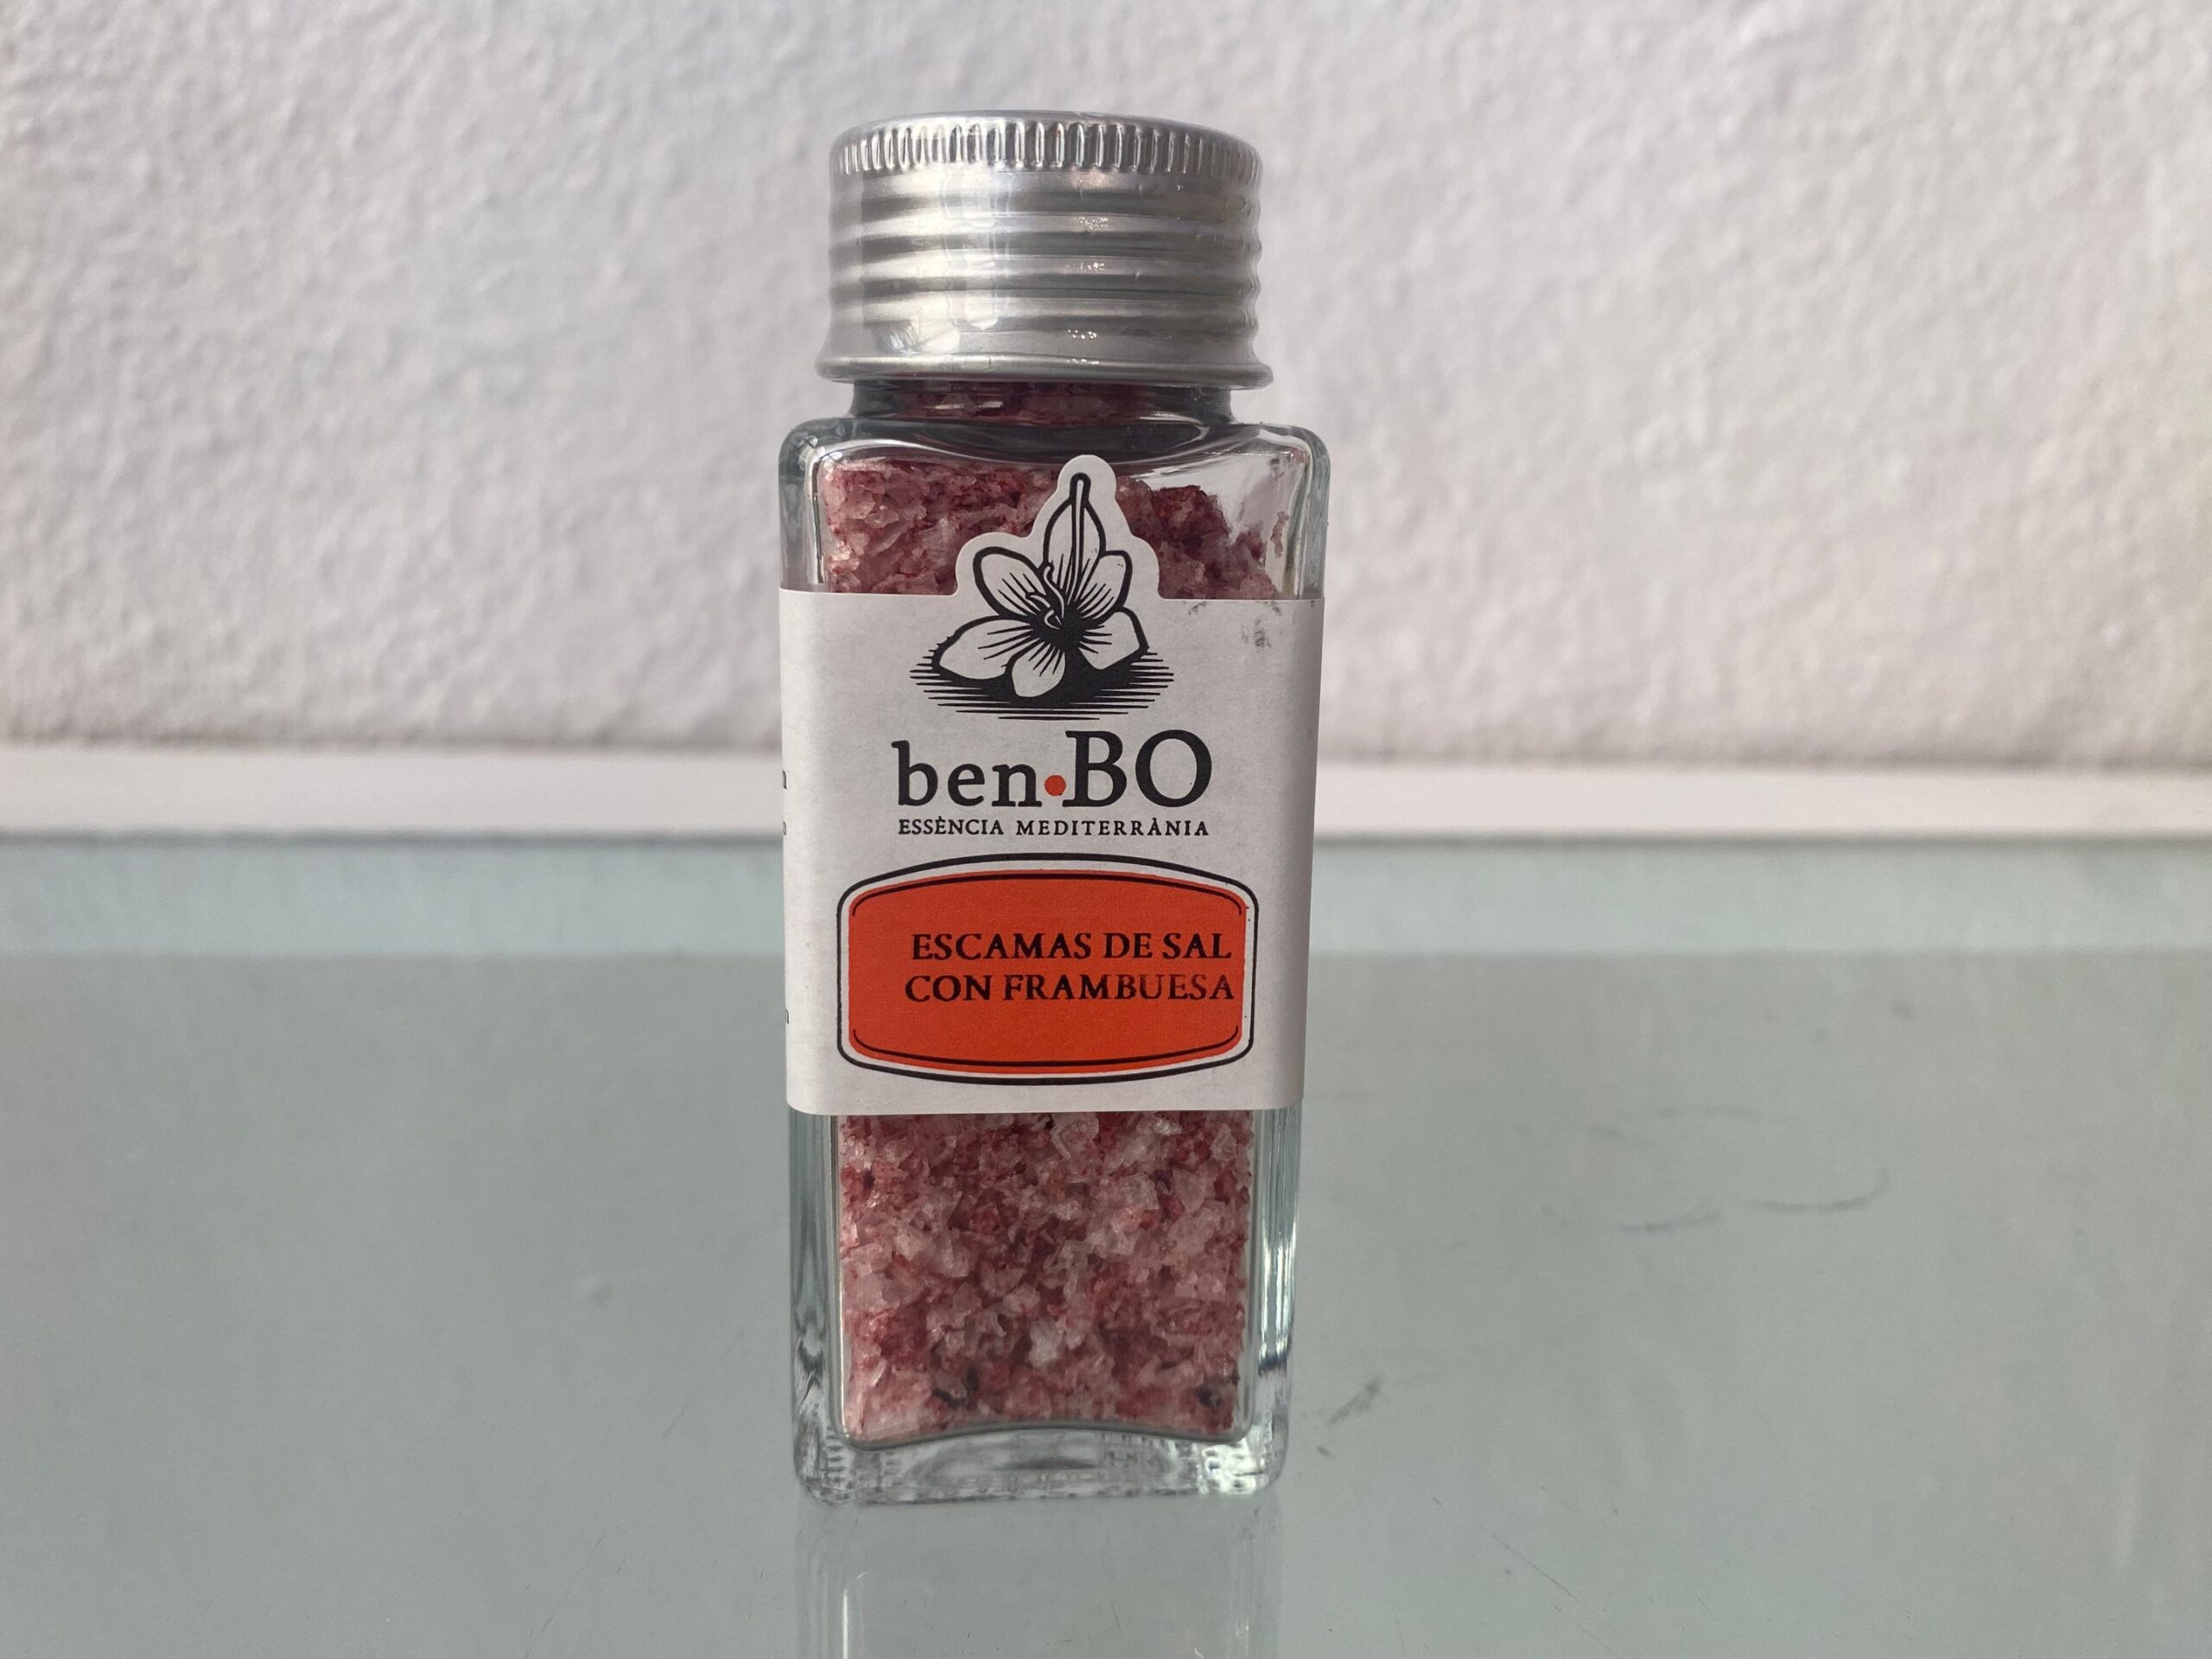 ben•BO
ESSÈNCIA MEDITERRÀNIA
ESCAMAS DE SAL
CON FRAMBUESA